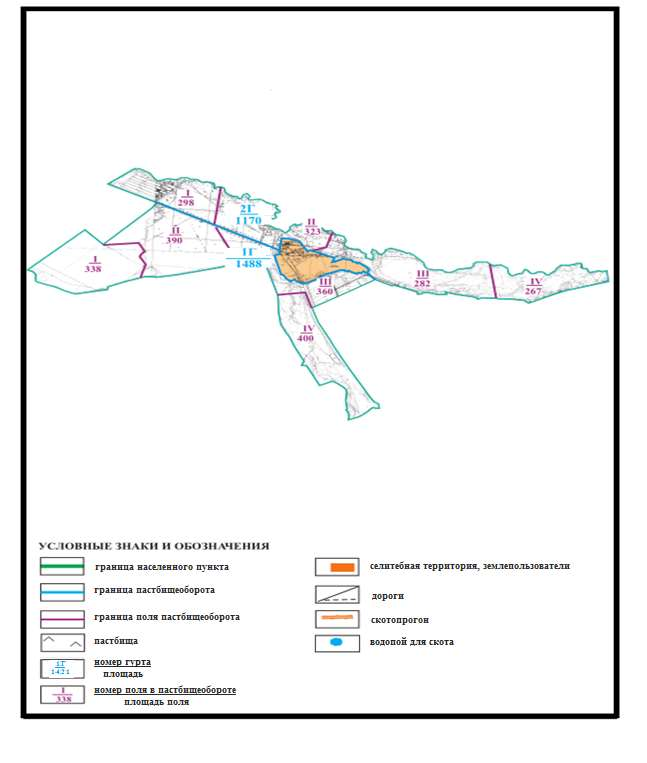 I
298
2Г
1170
II
323
II
390
I
338
1Г
1488
III
360
III
282
IV
267
IV
400
УСЛОВНЫЕ ЗНАКИ И ОБОЗНАЧЕНИЯ
граница населенного пункта
граница пастбищеоборота
граница поля пастбищеоборота
пастбища
1Г
1421
номер гурта
площадь
I
338
номер поля в пастбищеобороте
площадь поля
селитебная территория, землепользователи
дороги
скотопрогон
водопой для скота